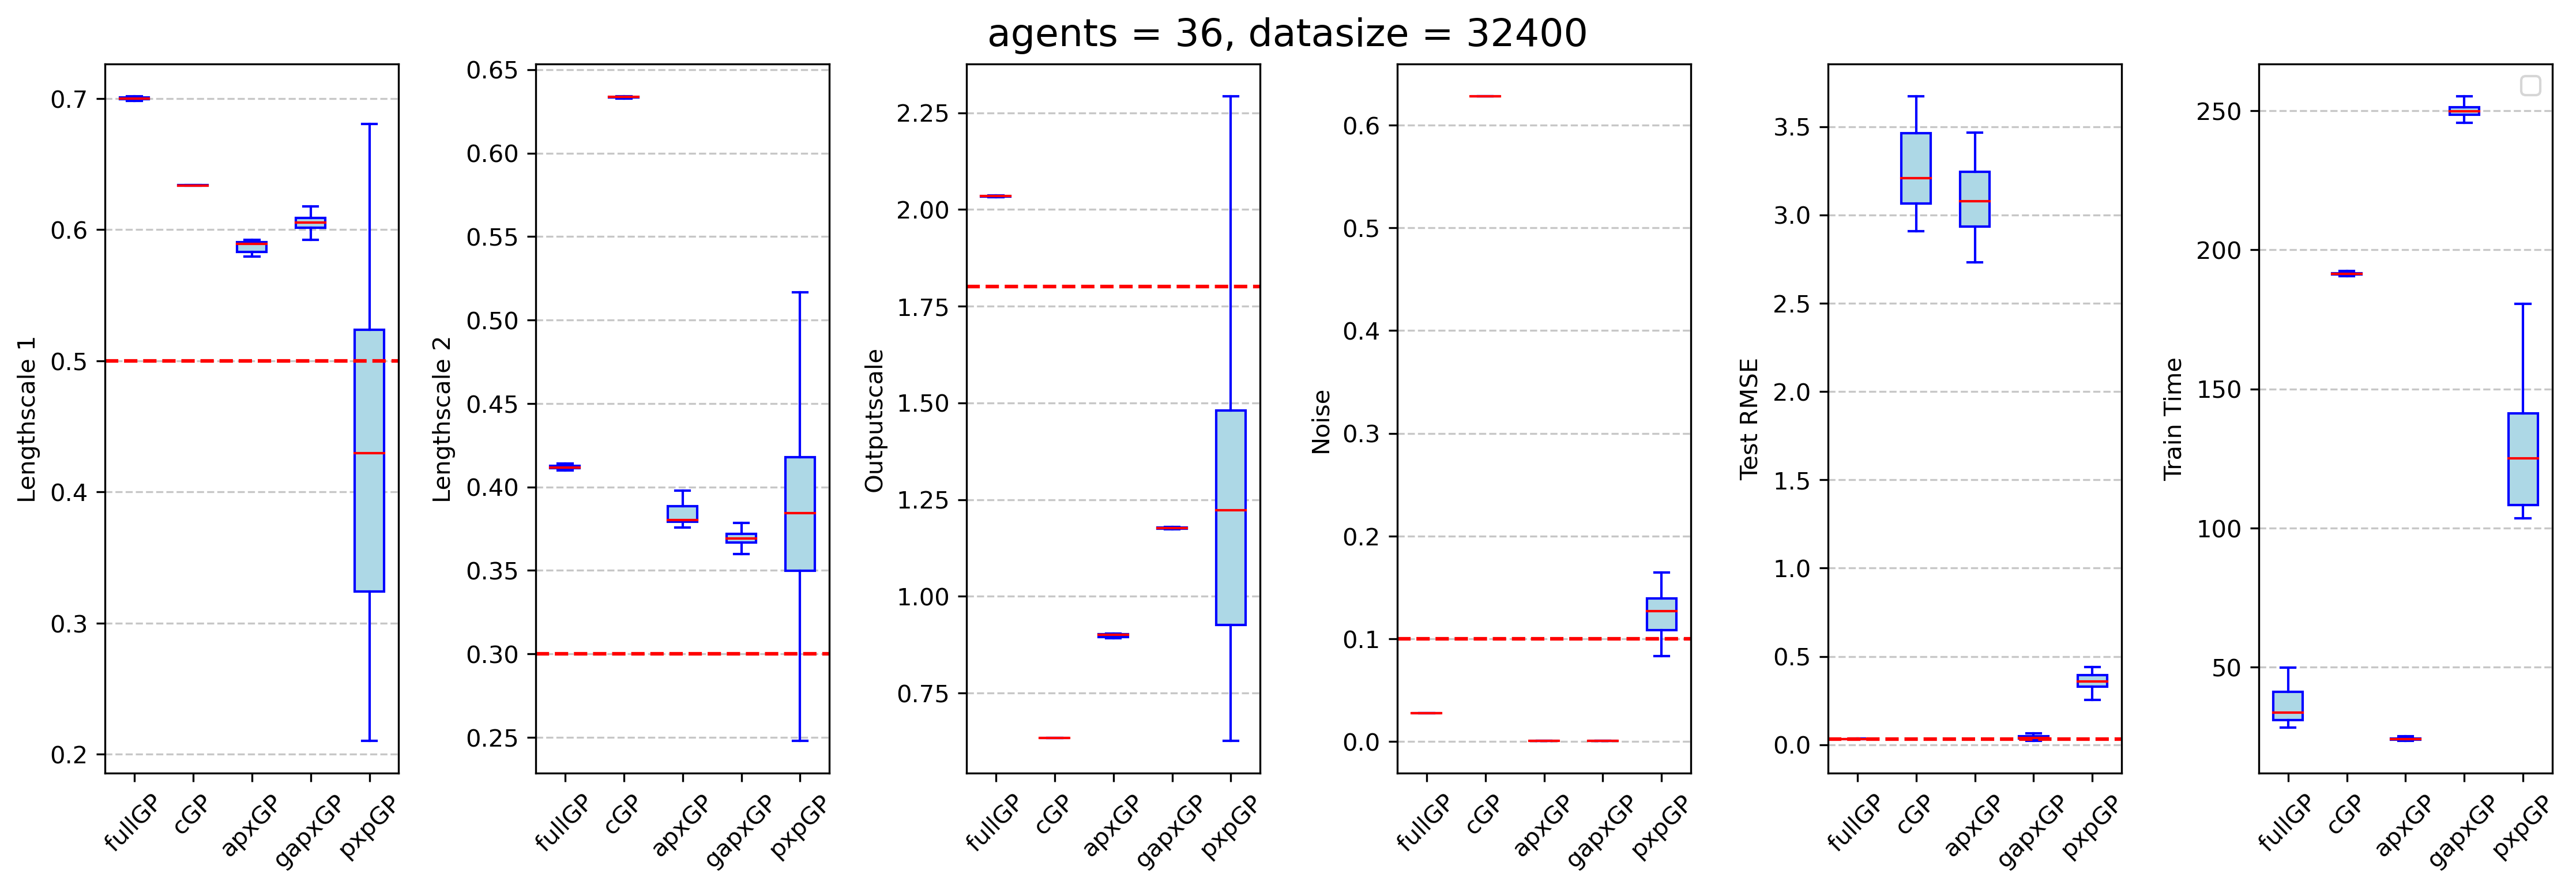 agents = 36, datasize = 32400
Lengthscale 1
0.7
0.6
0.5
0.4
0.3
0.2
fullGP
cGP
apxGP
gapxGP
pxpGP
Lengthscale 2
0.65
0.60
0.55
0.50
0.45
0.40
0.35
0.30
0.25
fullGP
cGP
apxGP
gapxGP
pxpGP
Outputscale
2.25
2.00
1.75
1.50
1.25
1.00
0.75
fullGP
cGP
apxGP
gapxGP
pxpGP
Noise
0.6
0.5
0.4
0.3
0.2
0.1
0.0
fullGP
cGP
apxGP
gapxGP
pxpGP
Test RMSE
3.5
3.0
2.5
2.0
1.5
1.0
0.5
0.0
fullGP
cGP
apxGP
gapxGP
pxpGP
Train Time
250
200
150
100
50
fullGP
cGP
apxGP
gapxGP
pxpGP